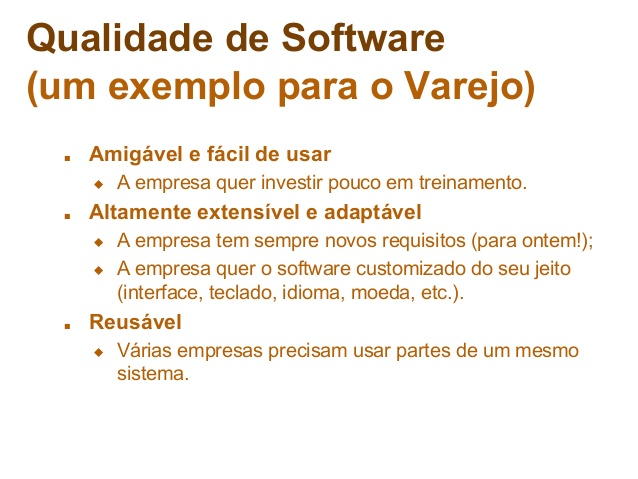 Qualidade de Software
(um exemplo para o Varejo)
Amigável e fácil de usar
A empresa quer investir pouco em treinamento.
Altamente extensível e adaptável
A empresa tem sempre novos requisitos (para ontem!);
A empresa quer o software customizado do seu jeito
(interface, teclado, idioma, moeda, etc.).
Reusável
Várias empresas precisam usar partes de um mesmo
sistema.